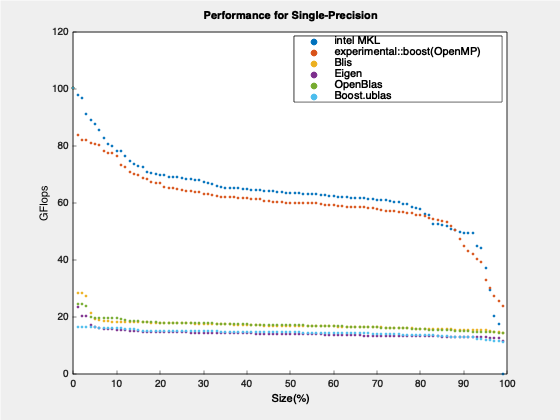 Performance for Single-Precision
120
100
80
60
40
20
0
GFlops
intel MKL
experimental::boost(OpenMP)
Blis
Eigen
OpenBlas
Boost.ublas
0 10 20 30 40 50 60 70 80 90 100
Size(%)